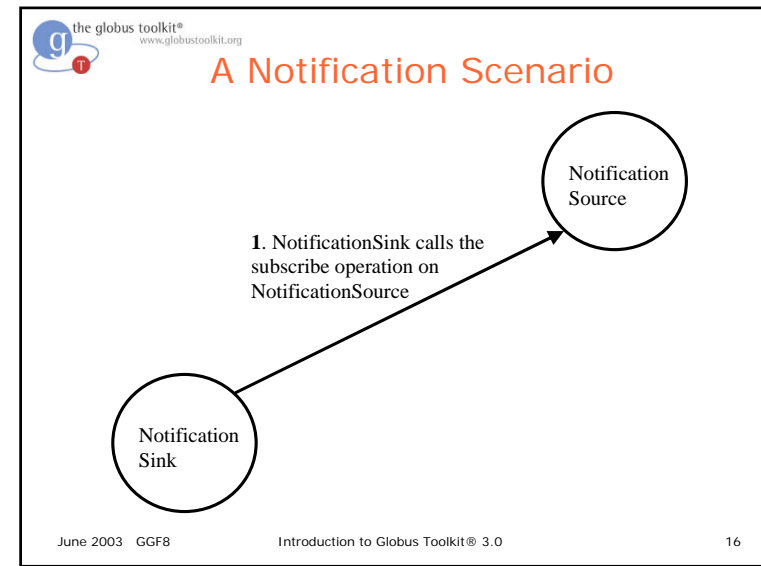 the globus toolkit®
www.globustoolkit.org
g
T
A Notification Scenario
Notification
Source
1. NotificationSink calls the
subscribe operation on
NotificationSource
Notification
Sink
June 2003 GGF8 Introduction to Globus Toolkit® 3.0 16